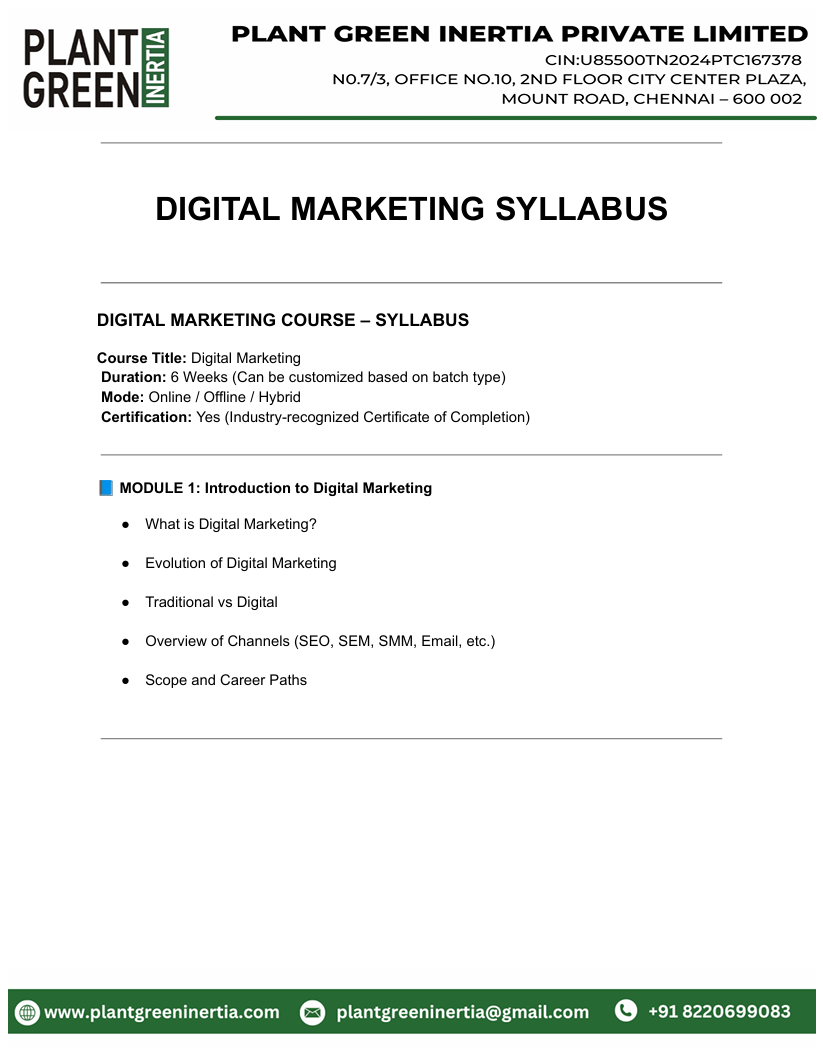 PLANT
GREEN
INERTIA
PLANT GREEN INERTIA PRIVATE LIMITED
CIN:U85500TN2024PTC167378
N0.7/3, OFFICE NO.10, 2ND FLOOR CITY CENTER PLAZA,
MOUNT ROAD, CHENNAI – 600 002
DIGITAL MARKETING SYLLABUS
DIGITAL MARKETING COURSE – SYLLABUS
Course Title: Digital Marketing
Duration: 6 Weeks (Can be customized based on batch type)
Mode: Online / Offline / Hybrid
Certification: Yes (Industry-recognized Certificate of Completion)
📘 MODULE 1: Introduction to Digital Marketing
● What is Digital Marketing?
● Evolution of Digital Marketing
● Traditional vs Digital
● Overview of Channels (SEO, SEM, SMM, Email, etc.)
● Scope and Career Paths
www.plantgreeninertia.com plantgreeninertia@gmail.com +91 8220699083